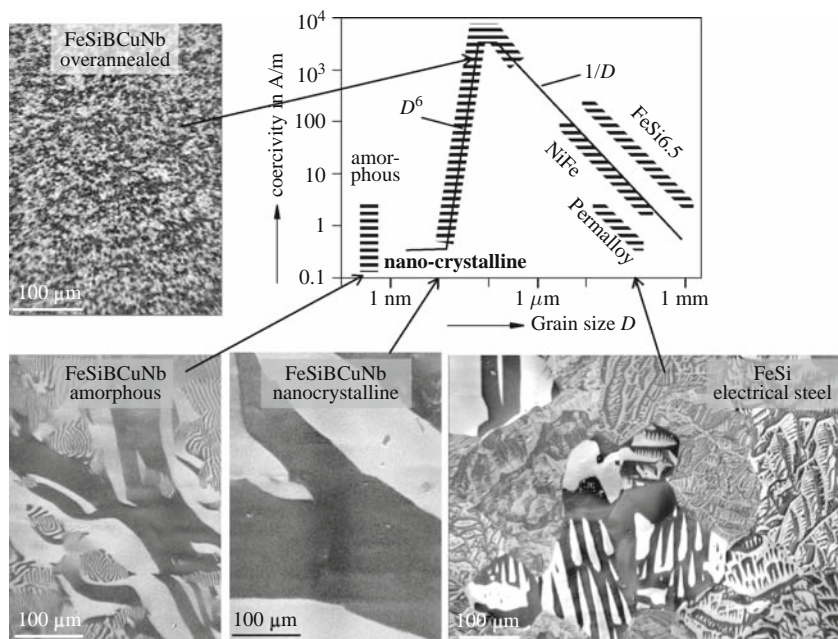 FeSiBCuNb
overannealed
100 µm
coercivity in A/m
10⁴
10³
100
10
1
0.1
amor-
phous
D⁶
1/D
FeSi6.5
NiFe
Permalloy
nano-crystalline
1 nm
1 µm
1 mm
Grain size D
FeSiBCuNb
amorphous
100 µm
FeSiBCuNb
nanocrystalline
100 µm
FeSi
electrical steel
100 µm